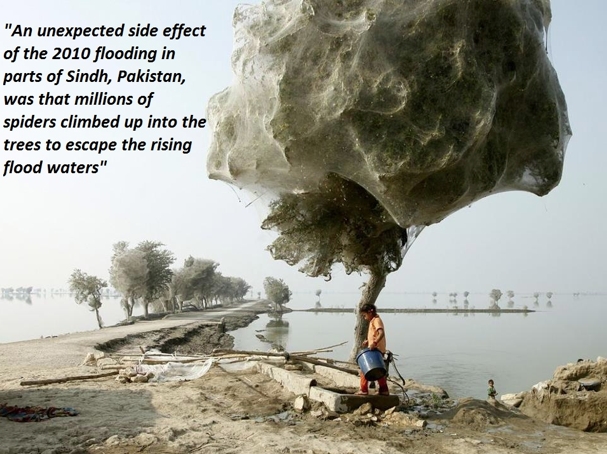 "An unexpected side effect
of the 2010 flooding in
parts of Sindh, Pakistan,
was that millions of
spiders climbed up into the
trees to escape the rising
flood waters"